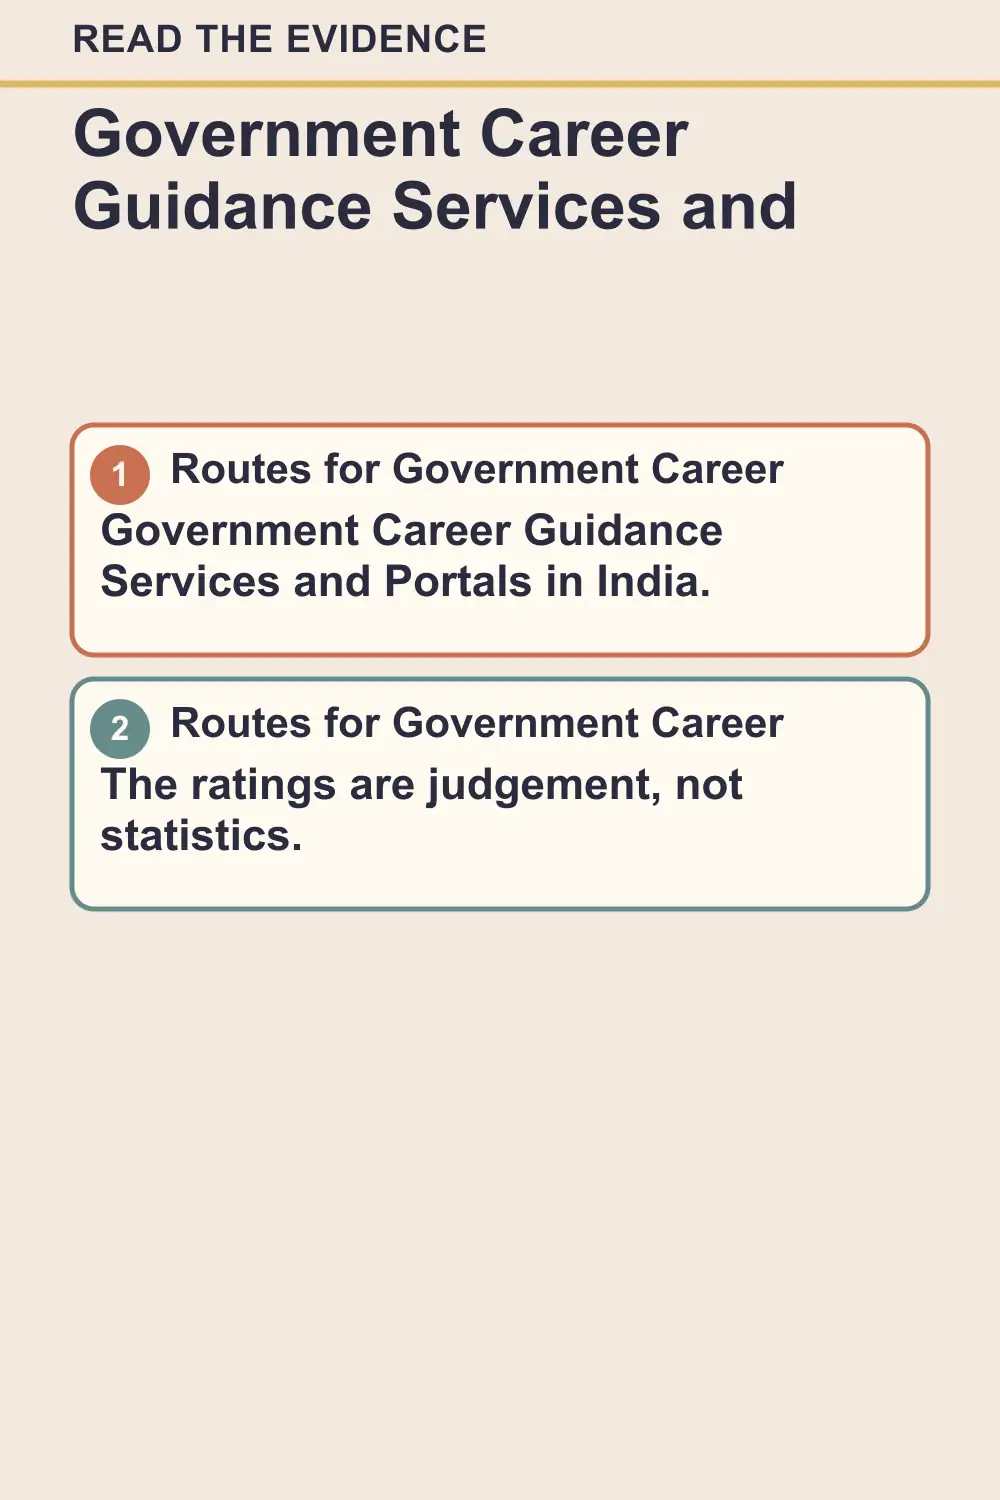 READ THE EVIDENCE
Government Career
Guidance Services and
1 Routes for Government Career
Government Career Guidance
Services and Portals in India.
2 Routes for Government Career
The ratings are judgement, not
statistics.